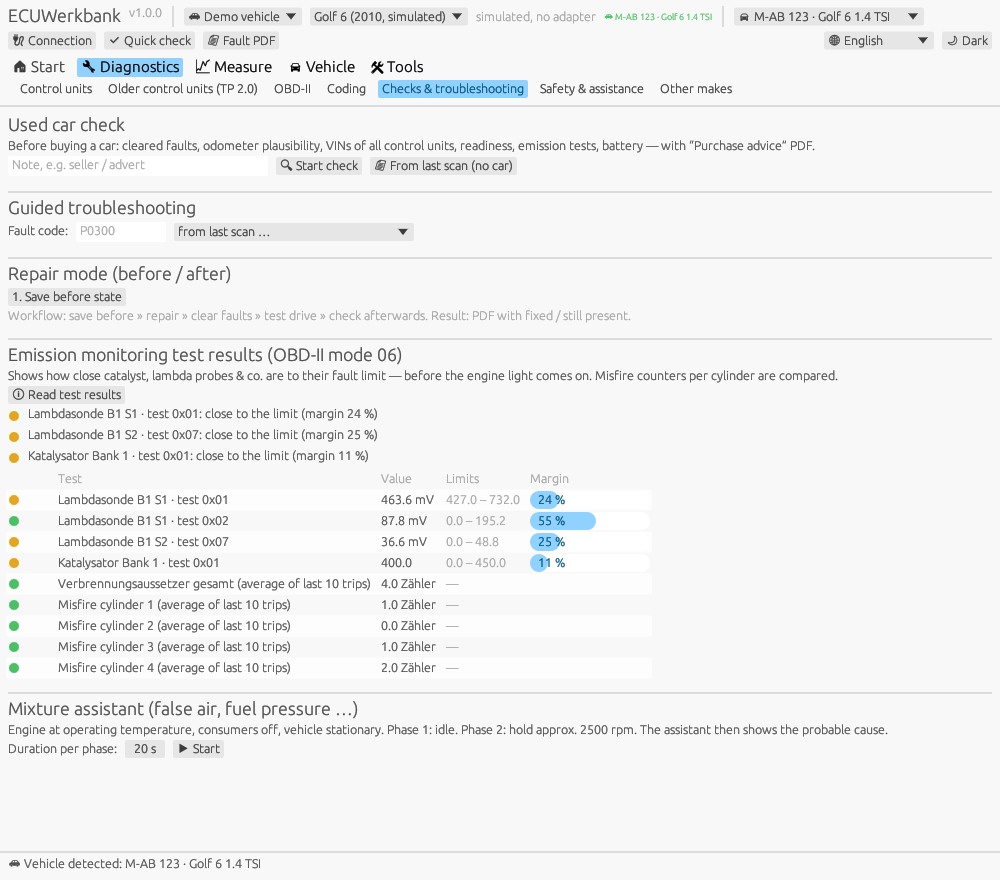 ECUWerkbank v1.0.0 Demo vehicle Golf 6 (2010, simulated) simulated, no adapter M-AB 123 · Golf 6 1.4 TSI M-AB 123 · Golf 6 1.4 TSI
Connection Quick check Fault PDF English Dark
Start Diagnostics Measure Vehicle Tools
Control units Older control units (TP 2.0) OBD-II Coding Checks & troubleshooting Safety & assistance Other makes
Used car check
Before buying a car: cleared faults, odometer plausibility, VINs of all control units, readiness, emission tests, battery — with “Purchase advice” PDF.
Note, e.g. seller / advert Start check From last scan (no car)
Guided troubleshooting
Fault code: P0300 from last scan …
Repair mode (before / after)
1. Save before state
Workflow: save before » repair » clear faults » test drive » check afterwards. Result: PDF with fixed / still present.
Emission monitoring test results (OBD-II mode 06)
Shows how close catalyst, lambda probes & co. are to their fault limit — before the engine light comes on. Misfire counters per cylinder are compared.
Read test results
Lambdasonde B1 S1 · test 0x01: close to the limit (margin 24 %)
Lambdasonde B1 S2 · test 0x07: close to the limit (margin 25 %)
Katalysator Bank 1 · test 0x01: close to the limit (margin 11 %)
Test Value Limits Margin
Lambdasonde B1 S1 · test 0x01 463.6 mV 427.0 – 732.0 24 %
Lambdasonde B1 S1 · test 0x02 87.8 mV 0.0 – 195.2 55 %
Lambdasonde B1 S2 · test 0x07 36.6 mV 0.0 – 48.8 25 %
Katalysator Bank 1 · test 0x01 400.0 0.0 – 450.0 11 %
Verbrennungsaussetzer gesamt (average of last 10 trips) 4.0 Zähler —
Misfire cylinder 1 (average of last 10 trips) 1.0 Zähler —
Misfire cylinder 2 (average of last 10 trips) 0.0 Zähler —
Misfire cylinder 3 (average of last 10 trips) 1.0 Zähler —
Misfire cylinder 4 (average of last 10 trips) 2.0 Zähler —
Mixture assistant (false air, fuel pressure …)
Engine at operating temperature, consumers off, vehicle stationary. Phase 1: idle. Phase 2: hold approx. 2500 rpm. The assistant then shows the probable cause.
Duration per phase: 20 s Start
Vehicle detected: M-AB 123 · Golf 6 1.4 TSI